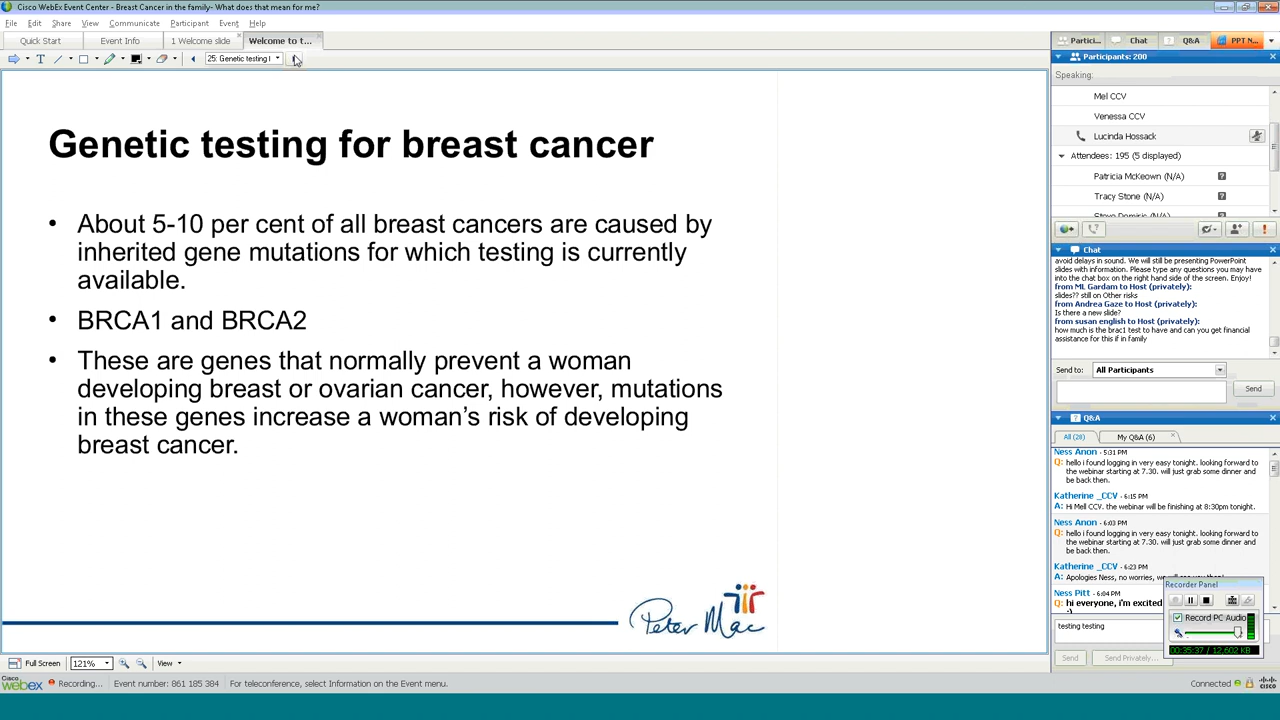 Cisco WebEx Event Center - Breast Cancer in the family- What does that mean for me?
File Edit Share View Communicate Participant Event Help
Quick Start Event Info 1 Welcome slide Welcome to t...
25: Genetic testing
Genetic testing for breast cancer
• About 5-10 per cent of all breast cancers are caused by
inherited gene mutations for which testing is currently
available.
• BRCA1 and BRCA2
• These are genes that normally prevent a woman
developing breast or ovarian cancer, however, mutations
in these genes increase a woman's risk of developing
breast cancer.
Peter Mac
Full Screen 121% View
Cisco
webex Recording... Event number: 861 185 384 For teleconference, select Information on the Event menu. Connected
CISCO
Partici... Chat Q&A PPT N...
Participants: 200
Speaking:
Mel CCV
Venessa CCV
Lucinda Hossack
Attendees: 195 (5 displayed)
Patricia McKeown (N/A)
Tracy Stone (N/A)
Chat
avoid delays in sound. We will still be presenting PowerPoint
slides with information. Please type any questions you may have
into the chat box on the right hand side of the screen. Enjoy!
from ML Gardam to Host (privately):
slides?? still on Other risks
from Andrea Gaze to Host (privately):
Is there a new slide?
from susan english to Host (privately):
how much is the brac1 test to have and can you get financial
assistance for this if in family
Send to: All Participants
Send
Q&A
All (28) My Q&A (6)
Ness Anon - 5:31 PM
Q: hello i found logging in very easy tonight. looking forward to
the webinar starting at 7.30. will just grab some dinner and
be back then.
Katherine _CCV - 6:15 PM
A: Hi Mell CCV. the webinar will be finishing at 8:30pm tonight.
Ness Anon - 6:03 PM
Q: hello i found logging in very easy tonight. looking forward to
the webinar starting at 7.30. will just grab some dinner and
be back then.
Katherine _CCV - 6:23 PM
A: Apologies Ness, no worries,
Ness Pitt - 6:04 PM
Q: hi everyone, i'm excited
:-)
testing testing
Send Send Privately...
Recorder Panel
Record PC Audio
00:35:37 / 12,602 KB